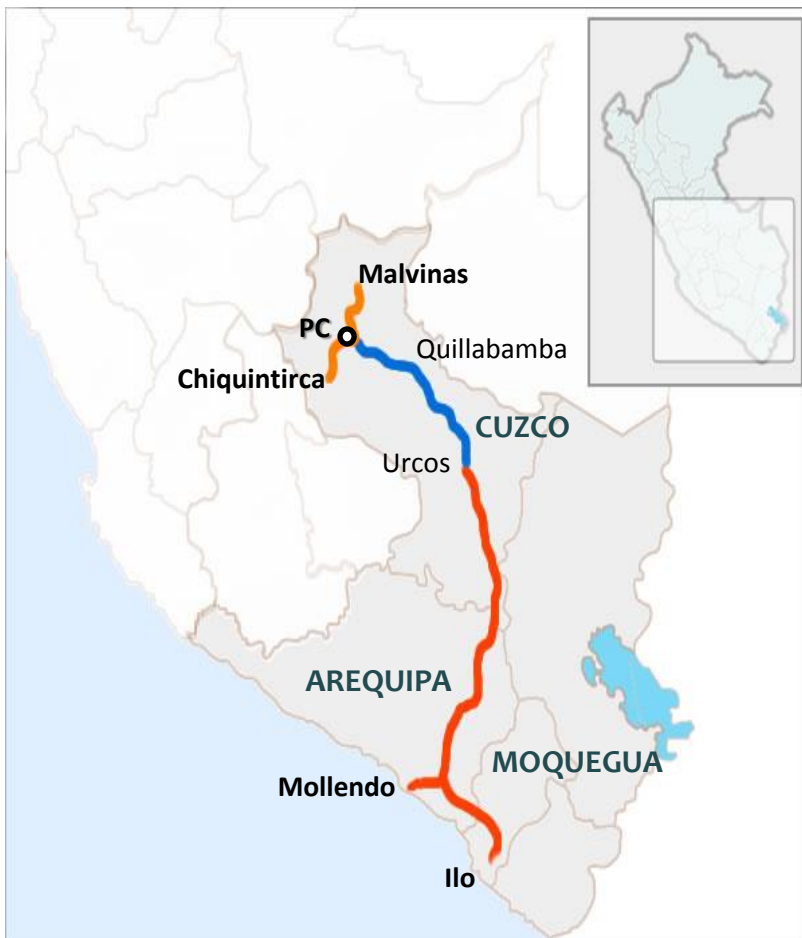 Malvinas
PC
Quillabamba
Chiquintirca
CUZCO
Urcos
AREQUIPA
MOQUEGUA
Mollendo
Ilo